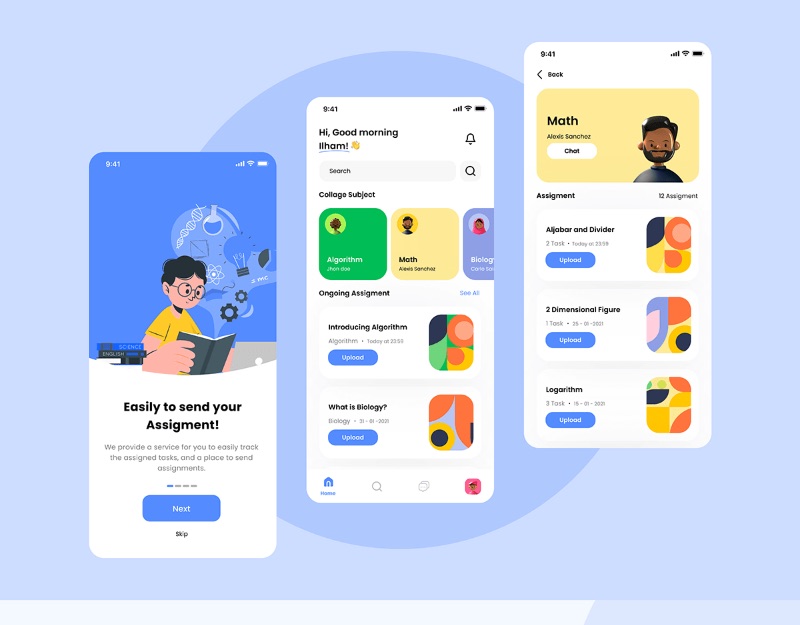 9:41
SCIENCE
ENGLISH
= mc
Easily to send your
Assigment!
We provide a service for you to easily track
the assigned tasks, and a place to send
assignments.
Next
Skip
9:41
Hi, Good morning
Ilham! 👋
Search
Collage Subject
Algorithm
Jhon doe
Math
Alexis Sanchez
Biology
Ongoing Assigment
See All
Introducing Algorithm
Algorithm • Today at 23:59
Upload
What is Biology?
Biology • 31 - 01 -2021
Upload
Home
9:41
Back
Math
Alexis Sanchez
Chat
Assigment
12 Assigment
Aljabar and Divider
2 Task • Today at 23:59
Upload
2 Dimensional Figure
1 Task • 25 - 01 -2021
Upload
Logarithm
3 Task • 15 - 01 - 2021
Upload